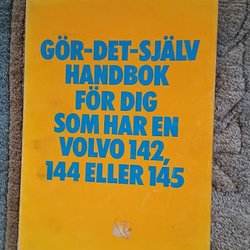 GÖR-DET-SJÄLV
HANDBOK
FÖR DIG
SOM HAR EN
VOLVO 142,
144 ELLER 145